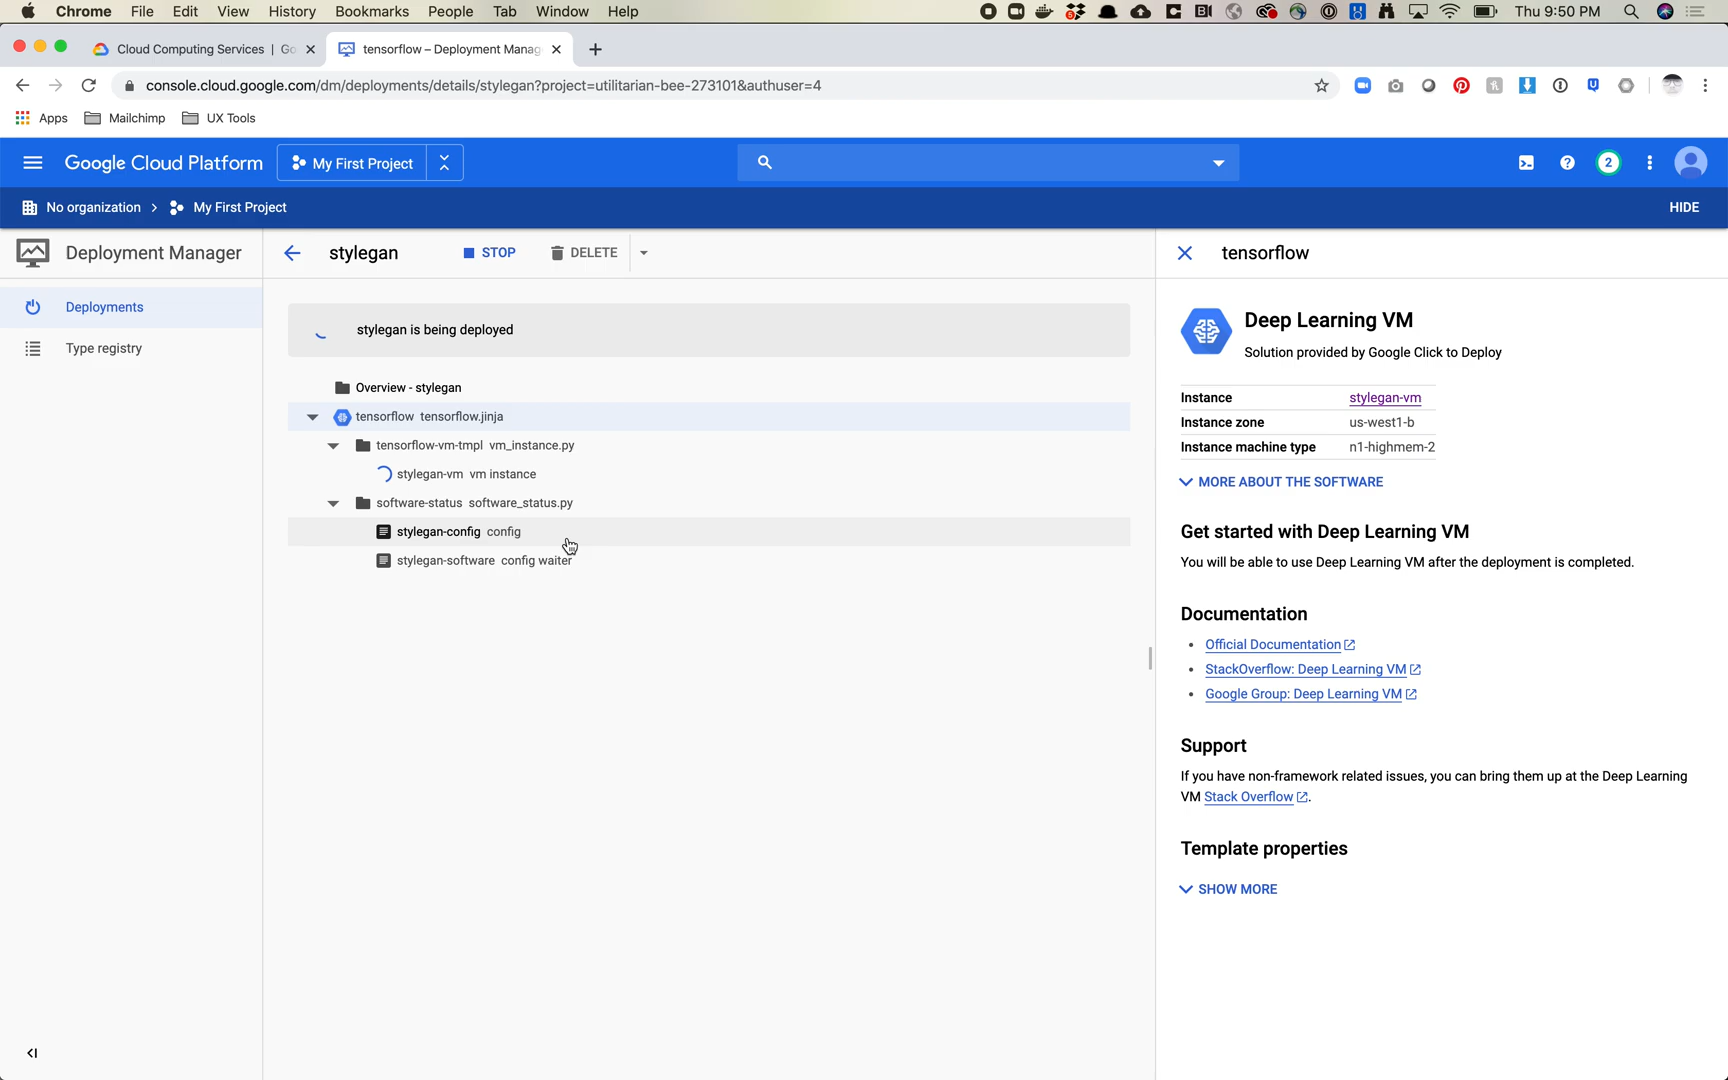 Chrome File Edit View History Bookmarks People Tab Window Help Thu 9:50 PM
Cloud Computing Services | Go
tensorflow – Deployment Manag
console.cloud.google.com/dm/deployments/details/stylegan?project=utilitarian-bee-273101&authuser=4
Apps Mailchimp UX Tools
Google Cloud Platform My First Project 2
No organization My First Project HIDE
Deployment Manager
Deployments
Type registry
stylegan STOP DELETE
stylegan is being deployed
Overview - stylegan
tensorflow tensorflow.jinja
tensorflow-vm-tmpl vm_instance.py
stylegan-vm vm instance
software-status software_status.py
stylegan-config config
stylegan-software config waiter
tensorflow
Deep Learning VM
Solution provided by Google Click to Deploy
Instance stylegan-vm
Instance zone us-west1-b
Instance machine type n1-highmem-2
MORE ABOUT THE SOFTWARE
Get started with Deep Learning VM
You will be able to use Deep Learning VM after the deployment is completed.
Documentation
• Official Documentation
• StackOverflow: Deep Learning VM
• Google Group: Deep Learning VM
Support
If you have non-framework related issues, you can bring them up at the Deep Learning
VM Stack Overflow.
Template properties
SHOW MORE